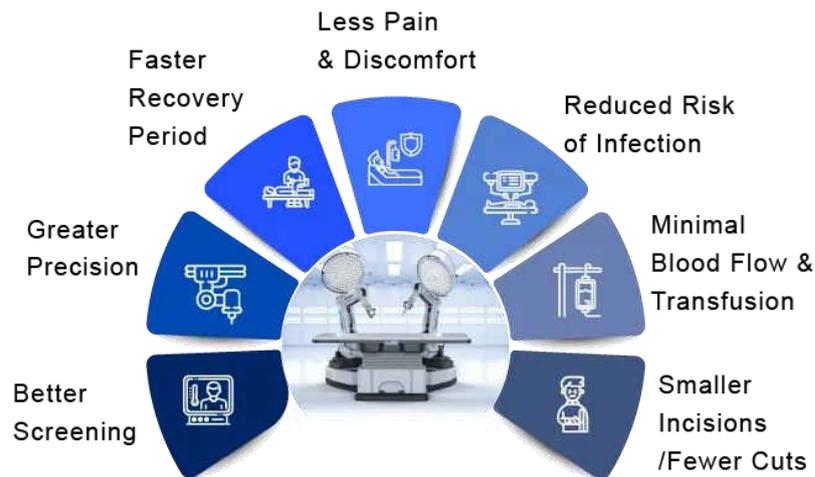 Less Pain
& Discomfort
Faster
Recovery
Period
Reduced Risk
of Infection
Greater
Precision
Minimal
Blood Flow &
Transfusion
Better
Screening
Smaller
Incisions
/Fewer Cuts